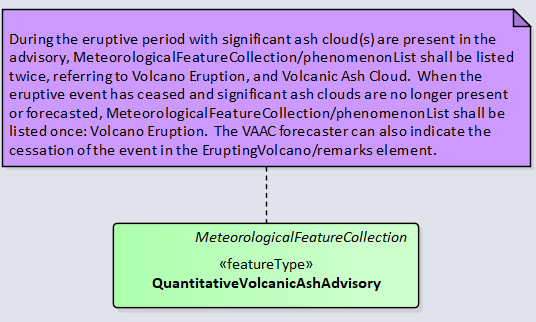 During the eruptive period with significant ash cloud(s) are present in the
advisory, MeteorologicalFeatureCollection/phenomenonList shall be listed
twice, referring to Volcano Eruption, and Volcanic Ash Cloud.  When the
eruptive event has ceased and significant ash clouds are no longer present
or forecasted, MeteorologicalFeatureCollection/phenomenonList shall be
listed once: Volcano Eruption.  The VAAC forecaster can also indicate the
cessation of the event in the EruptingVolcano/remarks element.
MeteorologicalFeatureCollection
«featureType»
QuantitativeVolcanicAshAdvisory